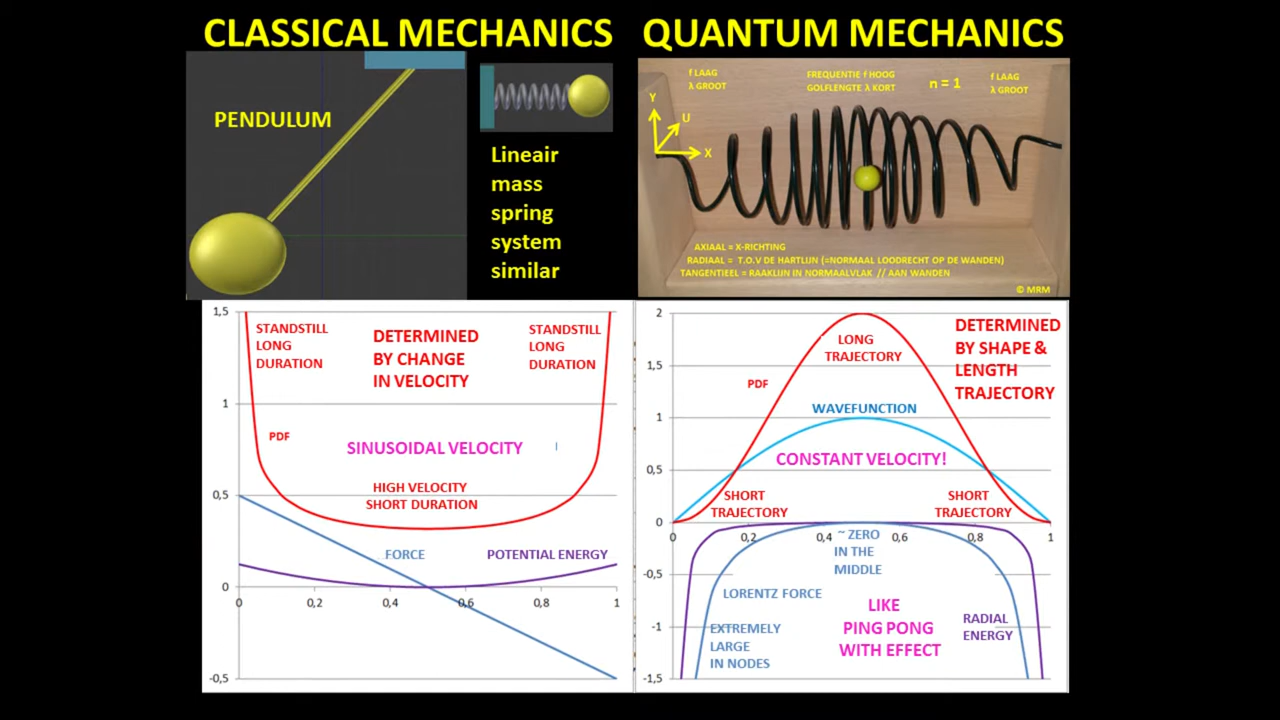 CLASSICAL MECHANICS
PENDULUM
Lineair
mass
spring
system
similar
QUANTUM MECHANICS
f LAAG
λ GROOT
FREQUENTIE f HOOG
GOLFLENGTE λ KORT
n = 1
f LAAG
λ GROOT
Y
U
X
AXIAAL = X-RICHTING
RADIAAL = T.O.V DE HARTLIJN (=NORMAAL LOODRECHT OP DE WANDEN)
TANGENTIEEL = RAAKLIJN IN NORMAALVLAK // AAN WANDEN
© MRM
1,5
1
0,5
0
-0,5
STANDSTILL
LONG
DURATION
DETERMINED
BY CHANGE
IN VELOCITY
STANDSTILL
LONG
DURATION
PDF
SINUSOIDAL VELOCITY
HIGH VELOCITY
SHORT DURATION
FORCE
POTENTIAL ENERGY
0 0,2 0,4 0,6 0,8 1
2
1,5
1
0,5
0
-0,5
-1
-1,5
LONG
TRAJECTORY
DETERMINED
BY SHAPE &
LENGTH
TRAJECTORY
PDF
WAVEFUNCTION
CONSTANT VELOCITY!
SHORT
TRAJECTORY
SHORT
TRAJECTORY
0 0,2 0,4 0,6 0,8 1
~ ZERO
IN THE
MIDDLE
LORENTZ FORCE
EXTREMELY
LARGE
IN NODES
LIKE
PING PONG
WITH EFFECT
RADIAL
ENERGY